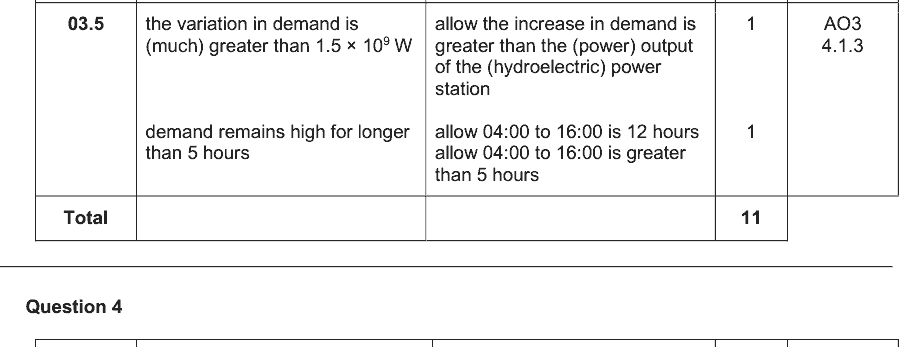 03.5
the variation in demand is
(much) greater than 1.5 × 10⁹ W
allow the increase in demand is
greater than the (power) output
of the (hydroelectric) power
station
1
AO3
4.1.3
demand remains high for longer
than 5 hours
allow 04:00 to 16:00 is 12 hours
allow 04:00 to 16:00 is greater
than 5 hours
1
Total
11
Question 4